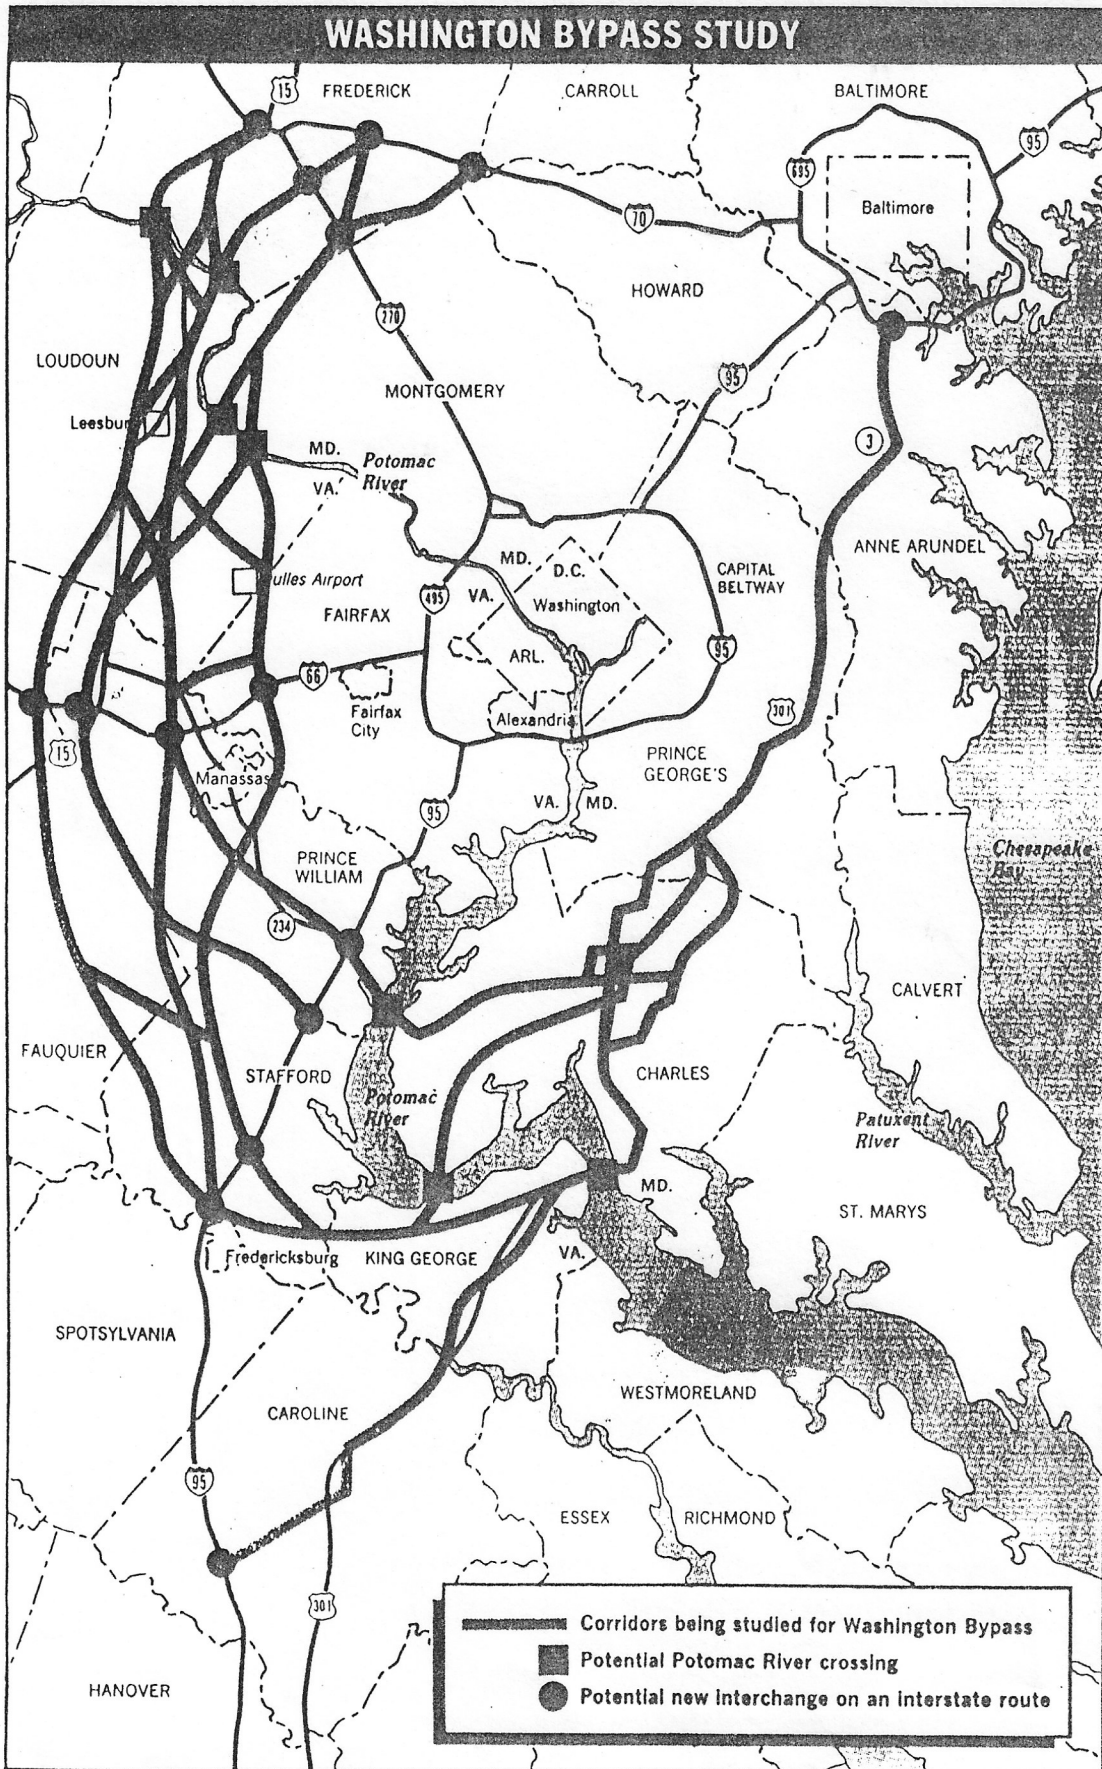 WASHINGTON BYPASS STUDY
15
FREDERICK
CARROLL
BALTIMORE
95
695
Baltimore
70
HOWARD
270
LOUDOUN
95
MONTGOMERY
Leesbur
3
MD.
Potomac
River
VA.
ANNE ARUNDEL
MD.
D.C.
CAPITAL
BELTWAY
ulles Airport
495
VA.
Washington
FAIRFAX
95
ARL.
66
Fairfax
City
Alexandria
301
15
PRINCE
GEORGE'S
Manassas
VA.
MD.
95
Chesapeake
Bay
PRINCE
WILLIAM
234
CALVERT
FAUQUIER
STAFFORD
CHARLES
Potomac
River
Patuxent
River
MD.
ST. MARYS
Fredericksburg
KING GEORGE
VA.
SPOTSYLVANIA
WESTMORELAND
CAROLINE
95
ESSEX
RICHMOND
301
Corridors being studied for Washington Bypass
Potential Potomac River crossing
Potential new Interchange on an interstate route
HANOVER